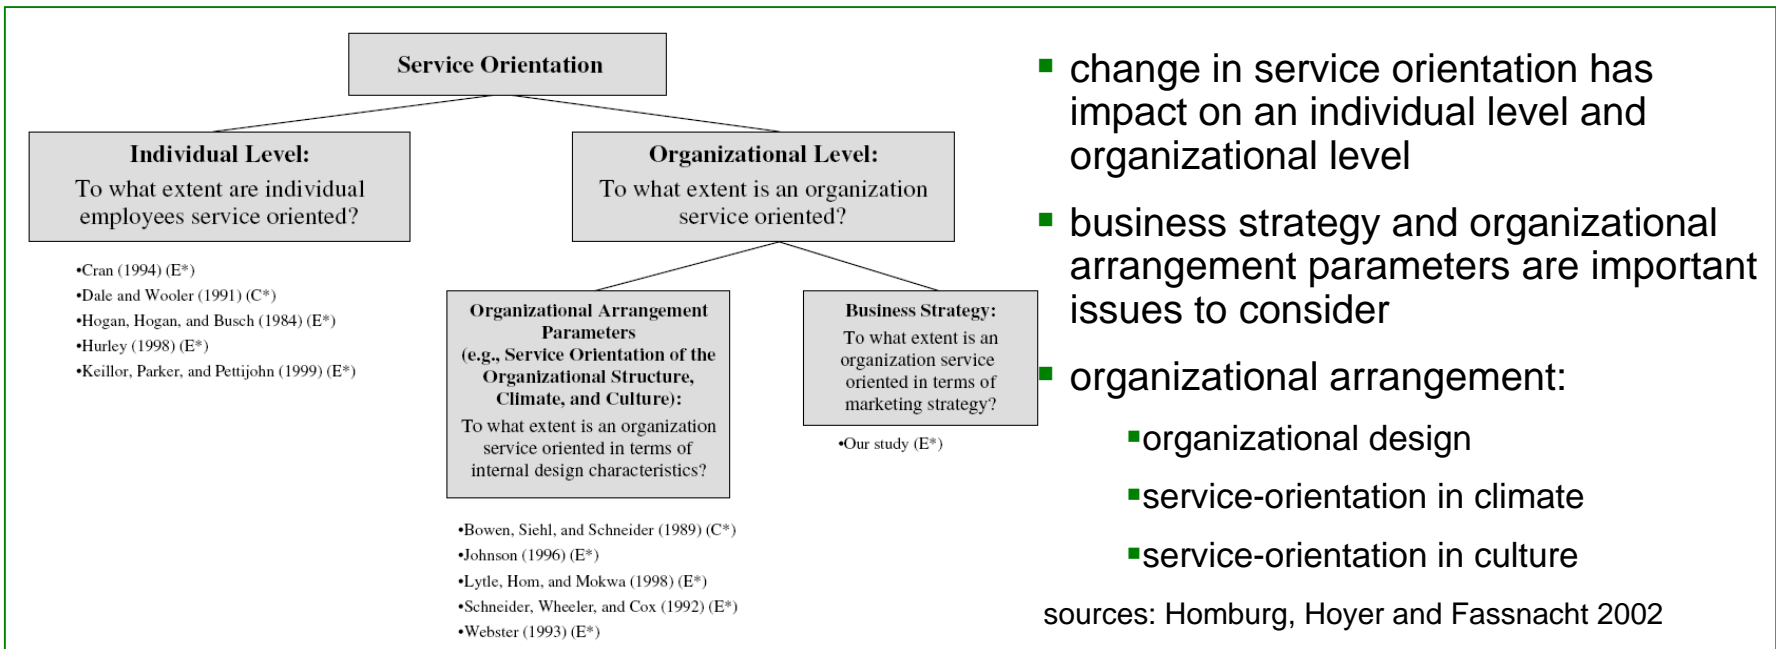 Service Orientation
Individual Level:
To what extent are individual
employees service oriented?
•Cran (1994) (E*)
•Dale and Wooler (1991) (C*)
•Hogan, Hogan, and Busch (1984) (E*)
•Hurley (1998) (E*)
•Keillor, Parker, and Pettijohn (1999) (E*)
Organizational Level:
To what extent is an organization
service oriented?
Organizational Arrangement
Parameters
(e.g., Service Orientation of the
Organizational Structure,
Climate, and Culture):
To what extent is an organization
service oriented in terms of
internal design characteristics?
•Bowen, Siehl, and Schneider (1989) (C*)
•Johnson (1996) (E*)
•Lytle, Hom, and Mokwa (1998) (E*)
•Schneider, Wheeler, and Cox (1992) (E*)
•Webster (1993) (E*)
Business Strategy:
To what extent is an
organization service
oriented in terms of
marketing strategy?
•Our study (E*)
▪ change in service orientation has
impact on an individual level and
organizational level
▪ business strategy and organizational
arrangement parameters are important
issues to consider
▪ organizational arrangement:
▪organizational design
▪service-orientation in climate
▪service-orientation in culture
sources: Homburg, Hoyer and Fassnacht 2002